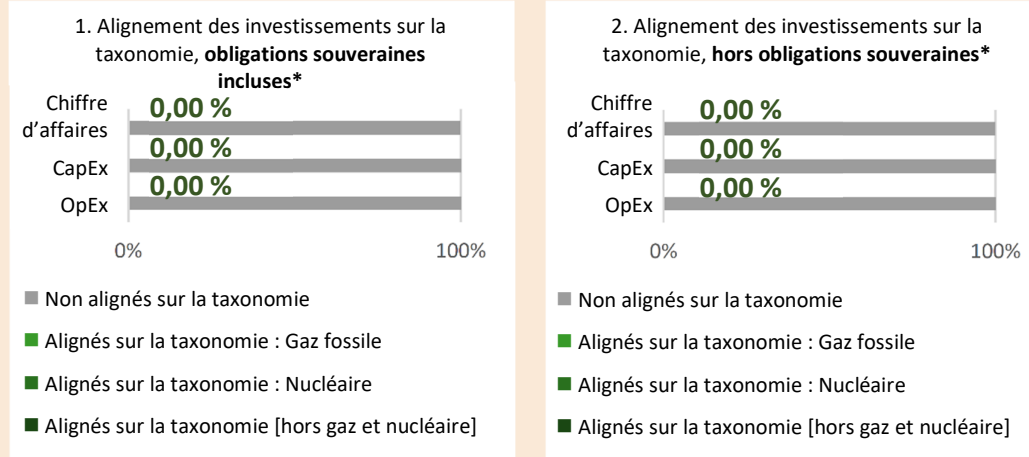 1. Alignement des investissements sur la
taxonomie, obligations souveraines
incluses*
Chiffre
d’affaires
0,00 %
CapEx
0,00 %
OpEx
0,00 %
0%
100%
Non alignés sur la taxonomie
Alignés sur la taxonomie : Gaz fossile
Alignés sur la taxonomie : Nucléaire
Alignés sur la taxonomie [hors gaz et nucléaire]
2. Alignement des investissements sur la
taxonomie, hors obligations souveraines*
Chiffre
d’affaires
0,00 %
CapEx
0,00 %
OpEx
0,00 %
0%
100%
Non alignés sur la taxonomie
Alignés sur la taxonomie : Gaz fossile
Alignés sur la taxonomie : Nucléaire
Alignés sur la taxonomie [hors gaz et nucléaire]